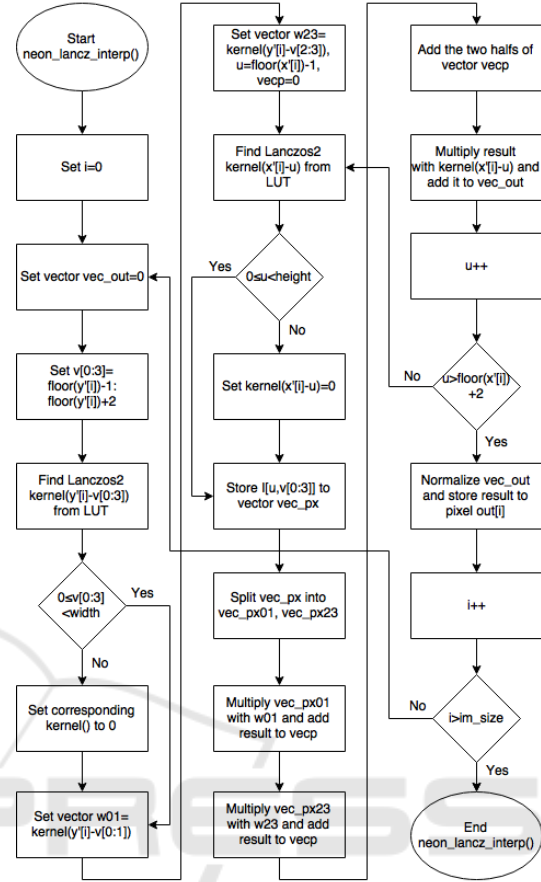 Start
neon_lancz_interp()
Set i=0
Set vector vec_out=0
Set v[0:3]=
floor(y'[i])-1:
floor(y'[i])+2
Find Lanczos2
kernel(y'[i]-v[0:3])
from LUT
0≤v[0:3]
<width
Yes
No
Set corresponding
kernel() to 0
Set vector w01=
kernel(y'[i]-v[0:1])
Set vector w23=
kernel(y'[i]-v[2:3]),
u=floor(x'[i])-1,
vecp=0
Find Lanczos2
kernel(x'[i]-u) from
LUT
Yes
0≤u<height
No
Set kernel(x'[i]-u)=0
Store I[u,v[0:3]] to
vector vec_px
Split vec_px into
vec_px01, vec_px23
Multiply vec_px01
with w01 and add
result to vecp
Multiply vec_px23
with w23 and add
result to vecp
Add the two halfs of
vector vecp
Multiply result
with kernel(x'[i]-u) and
add it to vec_out
u++
No
u>floor(x'[i])
+2
Yes
Normalize vec_out
and store result to
pixel out[i]
i++
No
i>im_size
Yes
End
neon_lancz_interp()